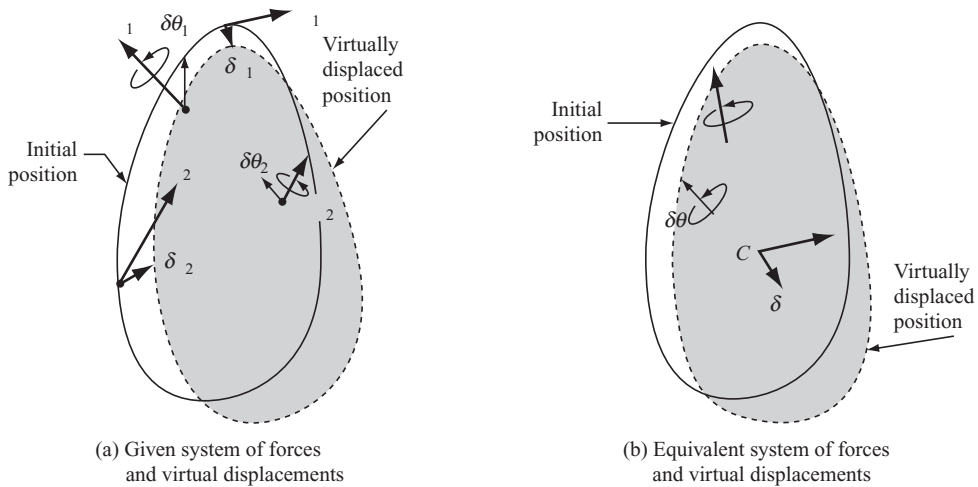 1
δθ1
1
δ 1
Virtually
displaced
position
Initial
position
2
δθ2
2
δ 2
(a) Given system of forces
and virtual displacements
Initial
position
δθ
C
δ
Virtually
displaced
position
(b) Equivalent system of forces
and virtual displacements